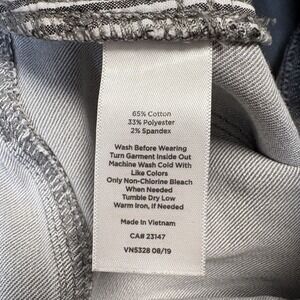 65% Cotton
33% Polyester
2% Spandex
Wash Before Wearing
Turn Garment Inside Out
Machine Wash Cold With
Like Colors
Only Non-Chlorine Bleach
When Needed
Tumble Dry Low
Warm Iron, if Needed
Made In Vietnam
CA# 23147
VNS328 08/19